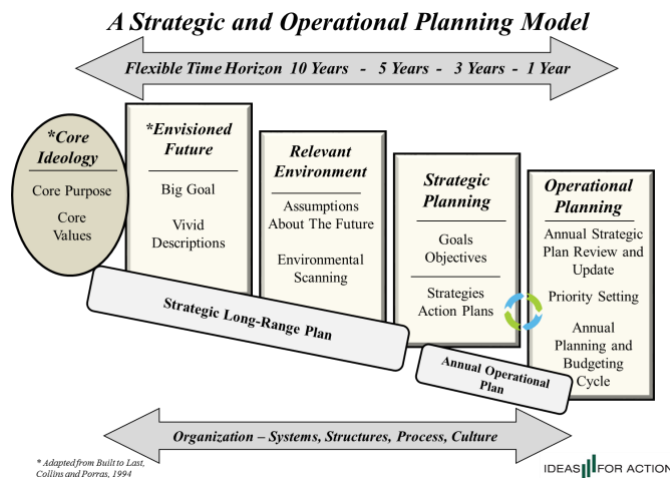 A Strategic and Operational Planning Model
Flexible Time Horizon 10 Years - 5 Years - 3 Years - 1 Year
*Core
Ideology
Core Purpose
Core
Values
*Envisioned
Future
Big Goal
Vivid
Descriptions
Relevant
Environment
Assumptions
About The Future
Environmental
Scanning
Strategic
Planning
Goals
Objectives
Strategies
Action Plans
Operational
Planning
Annual Strategic
Plan Review and
Update
Priority Setting
Annual
Planning and
Budgeting
Cycle
Strategic Long-Range Plan
Annual Operational
Plan
Organization – Systems, Structures, Process, Culture
* Adapted from Built to Last,
Collins and Porras, 1994
IDEAS FOR ACTION